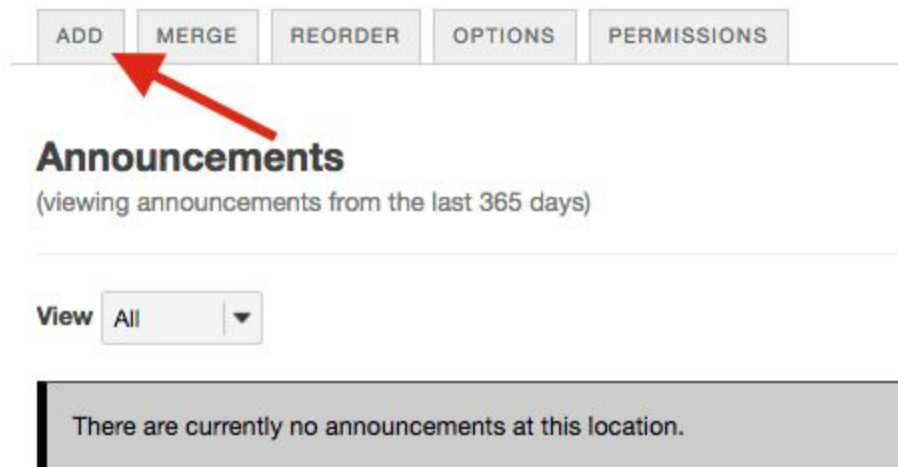 ADD MERGE REORDER OPTIONS PERMISSIONS
Announcements
(viewing announcements from the last 365 days)
View All
There are currently no announcements at this location.